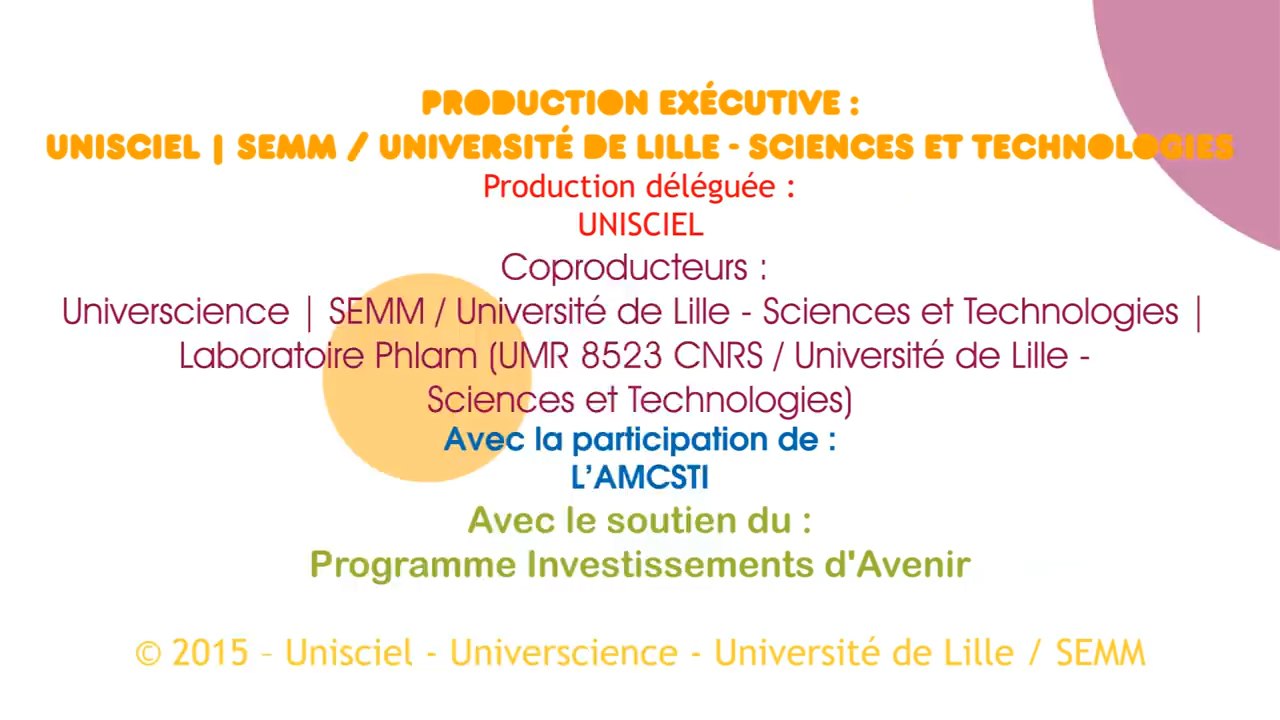 PRODUCTION EXÉCUTIVE :
UNISCIEL | SEMM / UNIVERSITÉ DE LILLE - SCIENCES ET TECHNOLOGIES
Production déléguée :
UNISCIEL
Coproducteurs :
Universcience | SEMM / Université de Lille - Sciences et Technologies |
Laboratoire Phlam (UMR 8523 CNRS / Université de Lille -
Sciences et Technologies)
Avec la participation de :
L’AMCSTI
Avec le soutien du :
Programme Investissements d'Avenir
© 2015 – Unisciel - Universcience - Université de Lille / SEMM